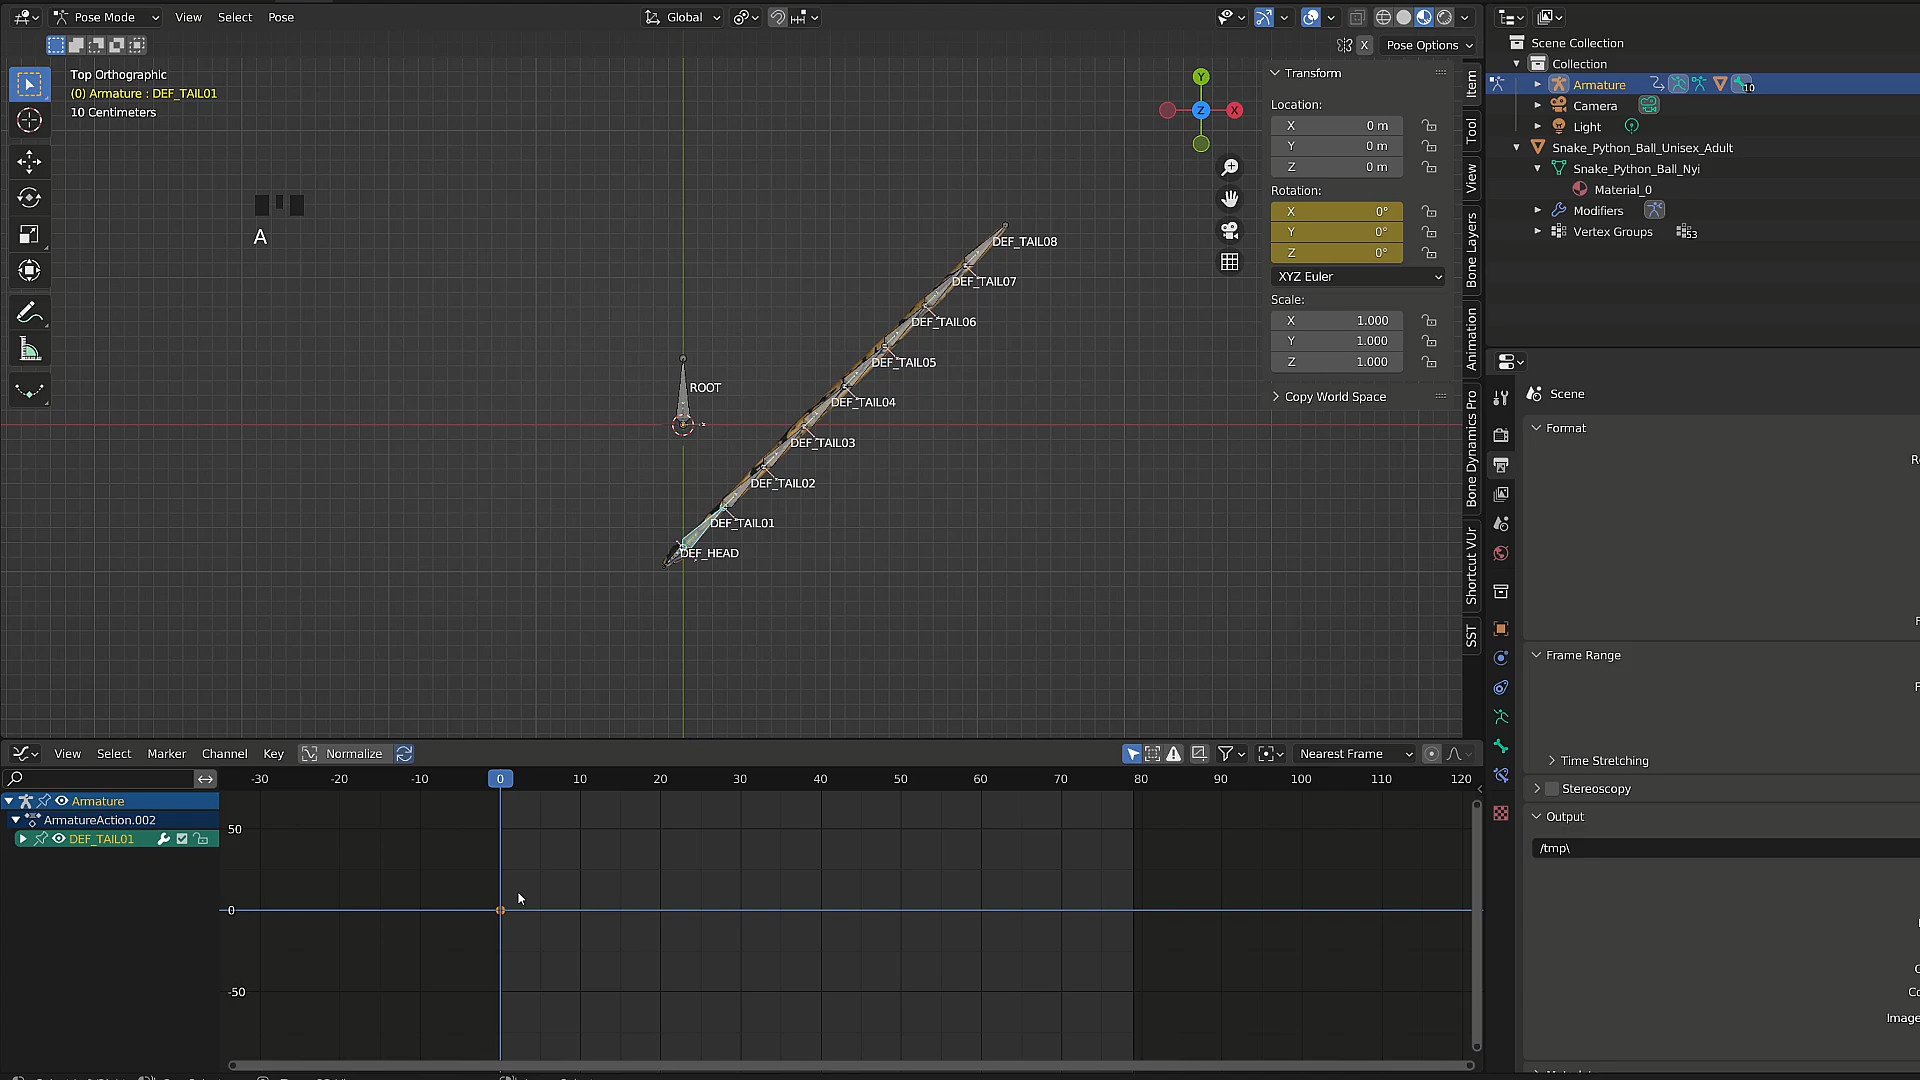 Pose Mode
View
Select
Pose
Global
X
Pose Options
Top Orthographic
(0) Armature : DEF_TAIL01
10 Centimeters
A
Y
Z
X
DEF_TAIL08
DEF_TAIL07
DEF_TAIL06
DEF_TAIL05
DEF_TAIL04
DEF_TAIL03
DEF_TAIL02
DEF_TAIL01
DEF_HEAD
ROOT
Transform
Location:
X 0 m
Y 0 m
Z 0 m
Rotation:
X 0°
Y 0°
Z 0°
XYZ Euler
Scale:
X 1.000
Y 1.000
Z 1.000
Copy World Space
Item
Tool
View
Bone Layers
Animation
Bone Dynamics Pro
Shortcut VUr
SST
Scene Collection
Collection
Armature
10
Camera
Light
Snake_Python_Ball_Unisex_Adult
Snake_Python_Ball_Nyi
Material_0
Modifiers
Vertex Groups
53
Scene
Format
Frame Range
Time Stretching
Stereoscopy
Output
/tmp\
Image
View
Select
Marker
Channel
Key
Normalize
Nearest Frame
-30 -20 -10 0 10 20 30 40 50 60 70 80 90 100 110 120
Armature
ArmatureAction.002
DEF_TAIL01
50
0
-50